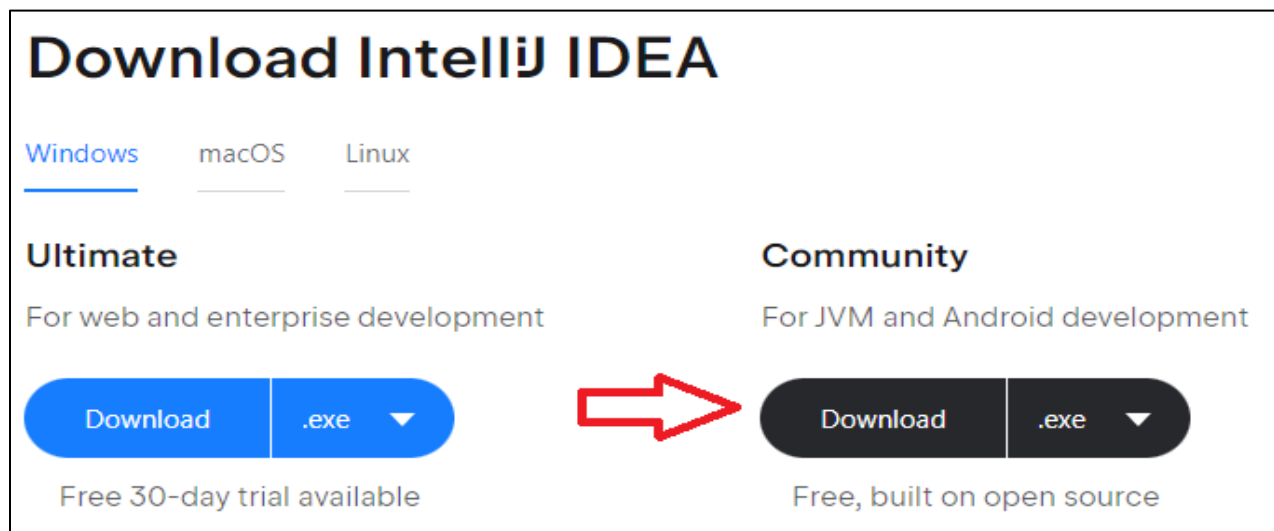 Download IntelliJ IDEA
Windows macOS Linux
Ultimate
For web and enterprise development
Download .exe
Free 30-day trial available
Community
For JVM and Android development
Download .exe
Free, built on open source